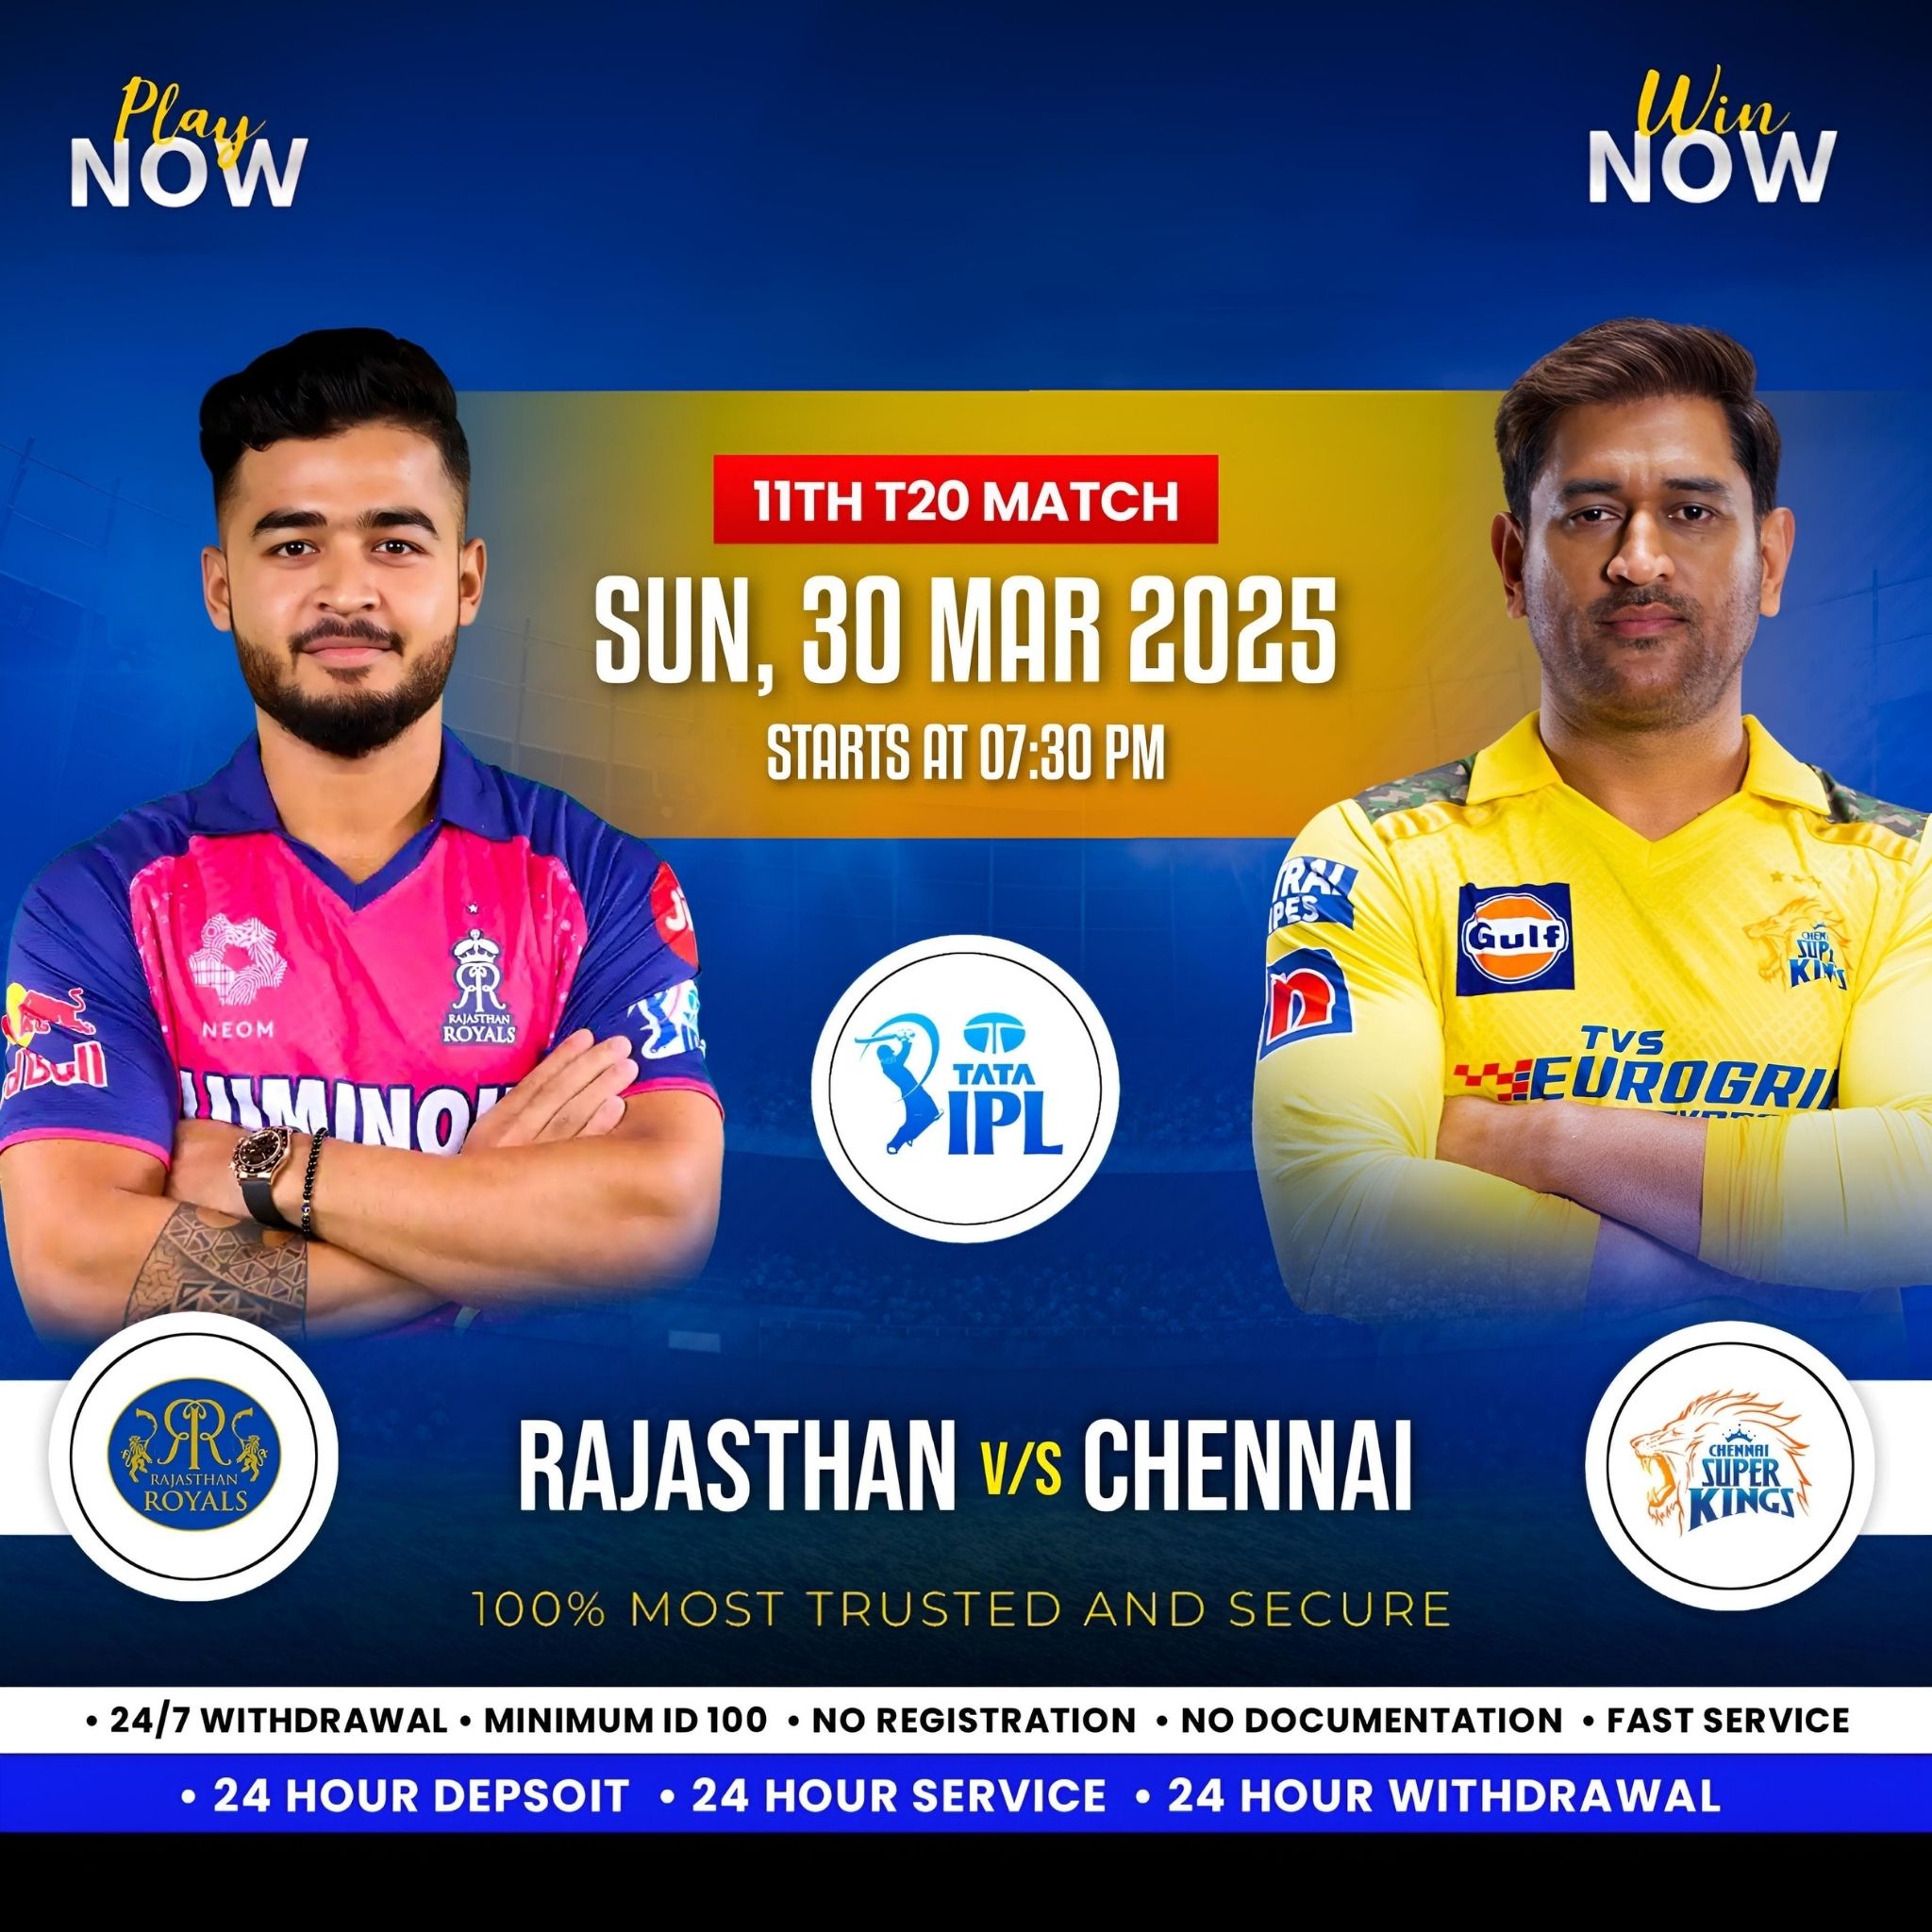 Play
NOW
Win
NOW
11TH T20 MATCH
SUN, 30 MAR 2025
STARTS AT 07:30 PM
NEOM
RAJASTHAN
ROYALS
Gulf
TVS
TATA
IPL
RAJASTHAN
ROYALS
RAJASTHAN V/S CHENNAI
CHENNAI
SUPER
KINGS
100% MOST TRUSTED AND SECURE
• 24/7 WITHDRAWAL • MINIMUM ID 100 • NO REGISTRATION • NO DOCUMENTATION • FAST SERVICE
• 24 HOUR DEPSOIT • 24 HOUR SERVICE • 24 HOUR WITHDRAWAL